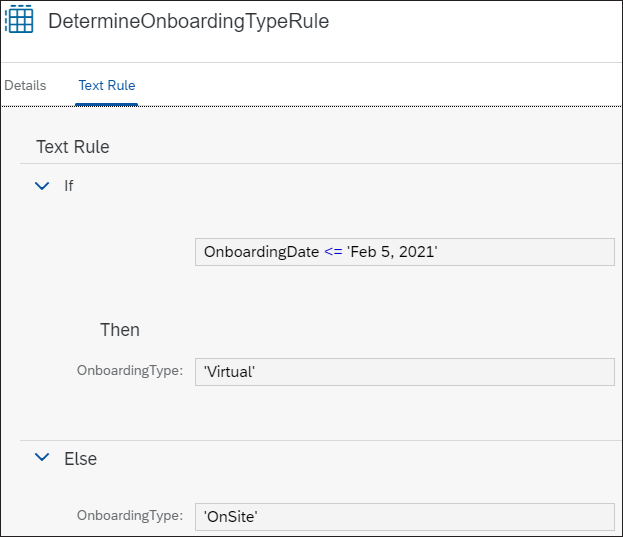 DetermineOnboardingTypeRule
Details Text Rule
Text Rule
If
OnboardingDate <= 'Feb 5, 2021'
Then
OnboardingType: 'Virtual'
Else
OnboardingType: 'OnSite'